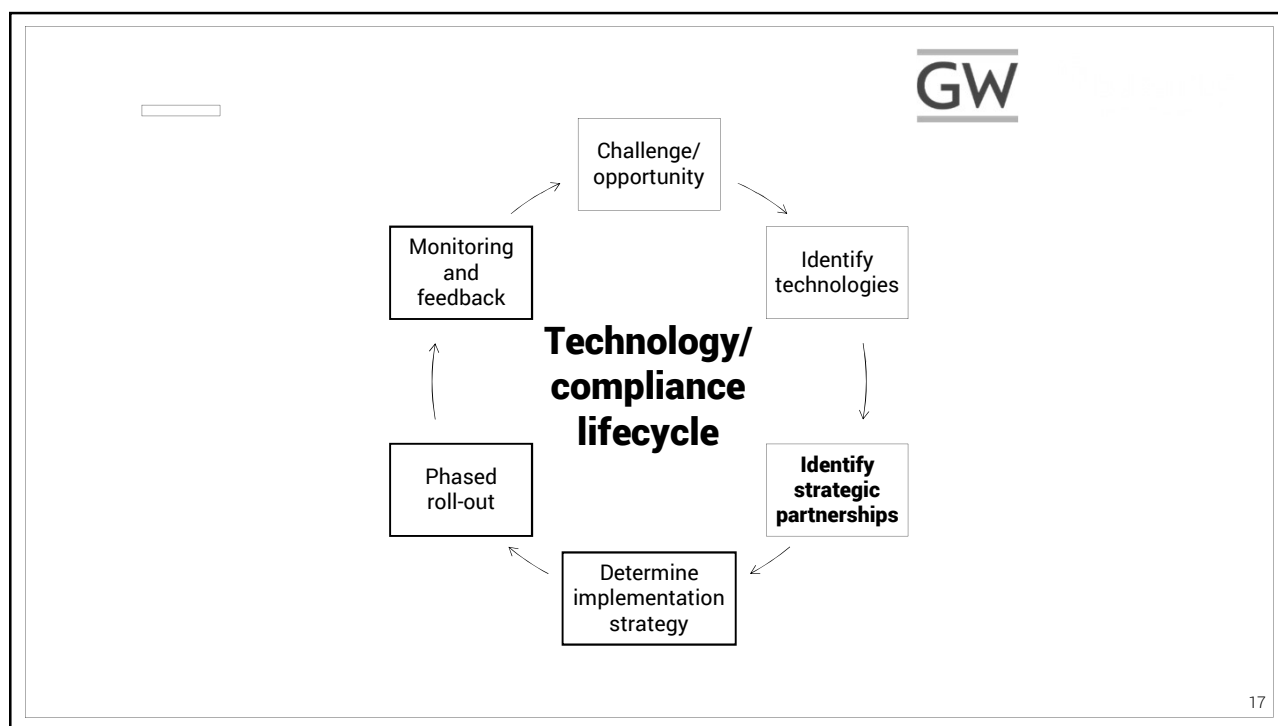 GW
Challenge/
opportunity
Identify
technologies
Identify
strategic
partnerships
Determine
implementation
strategy
Phased
roll-out
Monitoring
and
feedback
Technology/
compliance
lifecycle
17